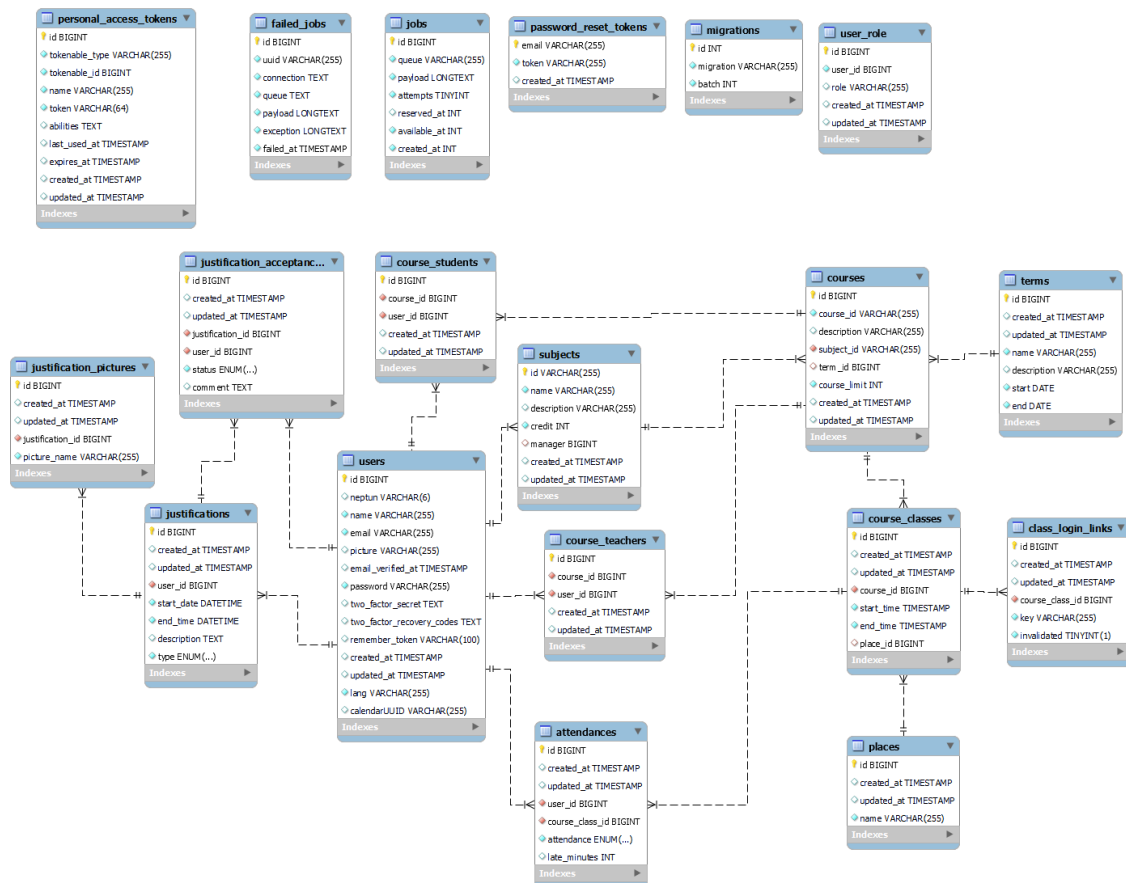 personal_access_tokens
id BIGINT
tokenable_type VARCHAR(255)
tokenable_id BIGINT
name VARCHAR(255)
token VARCHAR(64)
abilities TEXT
last_used_at TIMESTAMP
expires_at TIMESTAMP
created_at TIMESTAMP
updated_at TIMESTAMP
Indexes
failed_jobs
id BIGINT
uuid VARCHAR(255)
connection TEXT
queue TEXT
payload LONGTEXT
exception LONGTEXT
failed_at TIMESTAMP
Indexes
jobs
id BIGINT
queue VARCHAR(255)
payload LONGTEXT
attempts TINYINT
reserved_at INT
available_at INT
created_at INT
Indexes
password_reset_tokens
email VARCHAR(255)
token VARCHAR(255)
created_at TIMESTAMP
Indexes
migrations
id INT
migration VARCHAR(255)
batch INT
Indexes
user_role
id BIGINT
user_id BIGINT
role VARCHAR(255)
created_at TIMESTAMP
updated_at TIMESTAMP
Indexes
justification_acceptanc...
id BIGINT
created_at TIMESTAMP
updated_at TIMESTAMP
justification_id BIGINT
user_id BIGINT
status ENUM(...)
comment TEXT
Indexes
course_students
id BIGINT
course_id BIGINT
user_id BIGINT
created_at TIMESTAMP
updated_at TIMESTAMP
Indexes
courses
id BIGINT
course_id VARCHAR(255)
description VARCHAR(255)
subject_id VARCHAR(255)
term_id BIGINT
course_limit INT
created_at TIMESTAMP
updated_at TIMESTAMP
Indexes
terms
id BIGINT
created_at TIMESTAMP
updated_at TIMESTAMP
name VARCHAR(255)
description VARCHAR(255)
start DATE
end DATE
Indexes
justification_pictures
id BIGINT
created_at TIMESTAMP
updated_at TIMESTAMP
justification_id BIGINT
picture_name VARCHAR(255)
Indexes
subjects
id VARCHAR(255)
name VARCHAR(255)
description VARCHAR(255)
credit INT
manager BIGINT
created_at TIMESTAMP
updated_at TIMESTAMP
Indexes
users
id BIGINT
neptun VARCHAR(6)
name VARCHAR(255)
email VARCHAR(255)
picture VARCHAR(255)
email_verified_at TIMESTAMP
password VARCHAR(255)
two_factor_secret TEXT
two_factor_recovery_codes TEXT
remember_token VARCHAR(100)
created_at TIMESTAMP
updated_at TIMESTAMP
lang VARCHAR(255)
calendarUUID VARCHAR(255)
Indexes
justifications
id BIGINT
created_at TIMESTAMP
updated_at TIMESTAMP
user_id BIGINT
start_date DATETIME
end_time DATETIME
description TEXT
type ENUM(...)
Indexes
course_teachers
id BIGINT
course_id BIGINT
user_id BIGINT
created_at TIMESTAMP
updated_at TIMESTAMP
Indexes
course_classes
id BIGINT
created_at TIMESTAMP
updated_at TIMESTAMP
course_id BIGINT
start_time TIMESTAMP
end_time TIMESTAMP
place_id BIGINT
Indexes
class_login_links
id BIGINT
created_at TIMESTAMP
updated_at TIMESTAMP
course_class_id BIGINT
key VARCHAR(255)
invalidated TINYINT(1)
Indexes
attendances
id BIGINT
created_at TIMESTAMP
updated_at TIMESTAMP
user_id BIGINT
course_class_id BIGINT
attendance ENUM(...)
late_minutes INT
Indexes
places
id BIGINT
created_at TIMESTAMP
updated_at TIMESTAMP
name VARCHAR(255)
Indexes